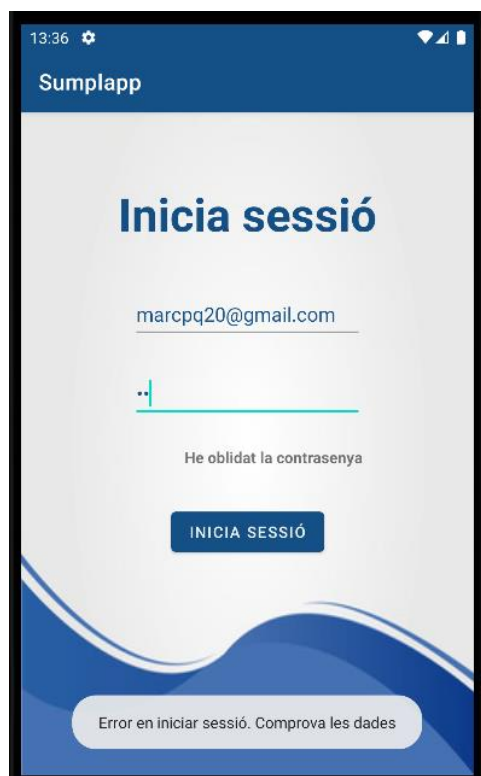 13:36
Sumplapp
Inicia sessió
marcpq20@gmail.com
••
He oblidat la contrasenya
INICIA SESSIÓ
Error en iniciar sessió. Comprova les dades